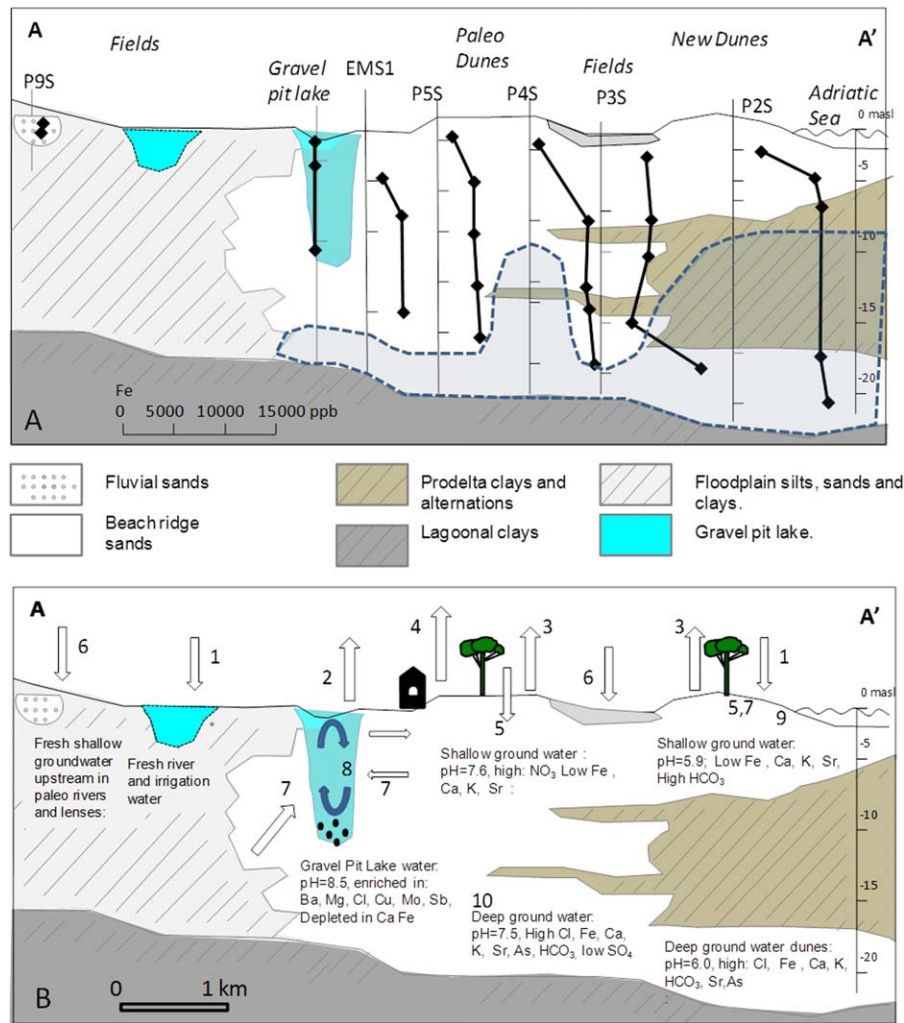 A
Fields
Gravel
pit lake
EMS1
Paleo
Dunes
Fields
New Dunes
A'
P9S
P5S
P4S
P3S
P2S
Adriatic
Sea
0 masl
-5
-10
-15
-20
Fe
0 5000 10000 15000 ppb
A
Fluvial sands
Beach ridge
sands
Prodelta clays and
alternations
Lagoonal clays
Floodplain silts, sands and
clays.
Gravel pit lake.
A
A'
6
1
2
4
3
6
3
1
5
5,7
9
0 masl
-5
-10
-15
-20
Fresh shallow
groundwater
upstream in
paleo rivers
and lenses:
Fresh river
and irrigation
water
7
8
7
Shallow ground water :
pH=7.6, high: NO3 Low Fe ,
Ca, K, Sr :
Shallow ground water:
pH=5.9; Low Fe , Ca, K, Sr,
High HCO3
Gravel Pit Lake water:
pH=8.5, enriched in:
Ba, Mg, Cl, Cu, Mo, Sb,
Depleted in Ca Fe
10
Deep ground water:
pH=7.5, High Cl, Fe, Ca,
K, Sr, As, HCO3, low SO4
Deep ground water dunes:
pH=6.0, high: Cl, Fe , Ca, K,
HCO3, Sr,As
:
B
0 1 km